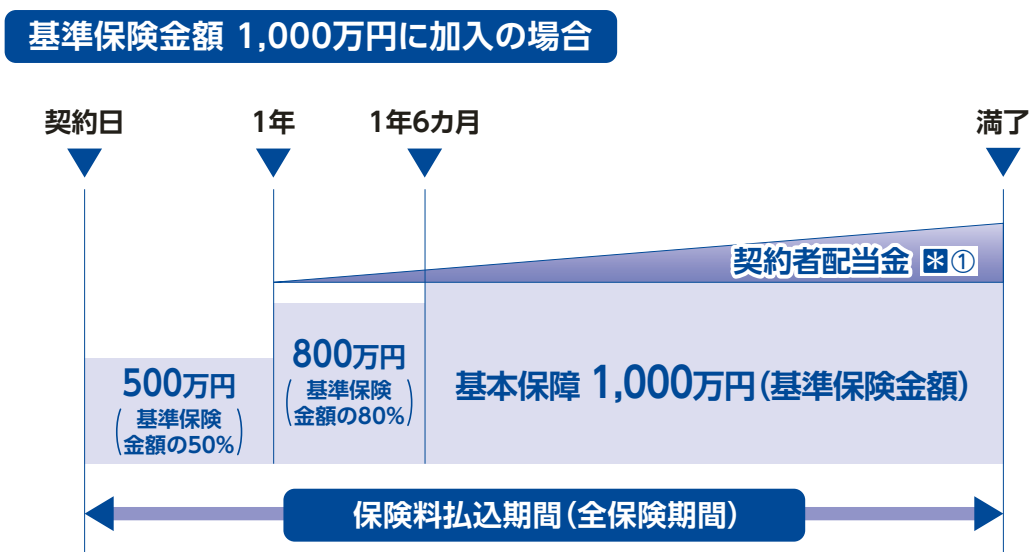 基準保険金額 1,000万円に加入の場合
契約日
1年
1年6カ月
満了
契約者配当金 *①
500万円
(基準保険
金額の50%)
800万円
(基準保険
金額の80%)
基本保障 1,000万円(基準保険金額)
保険料払込期間(全保険期間)